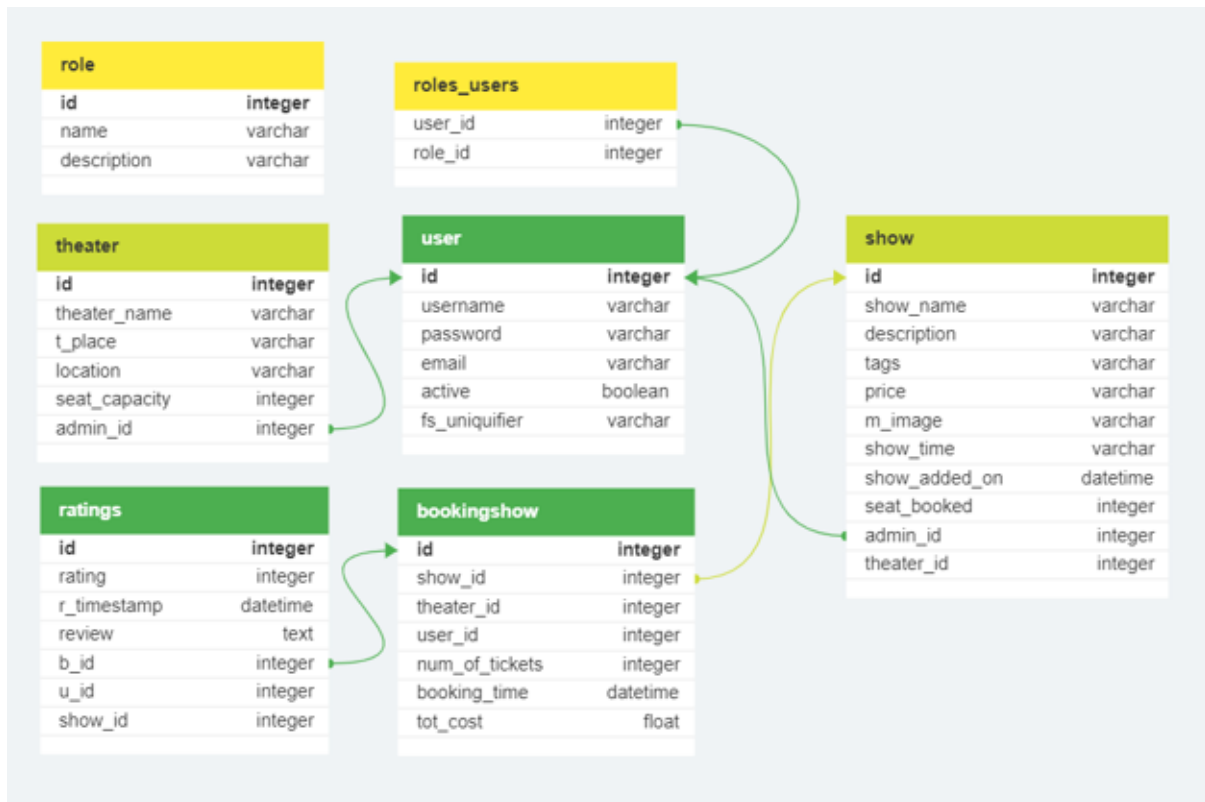 role
id integer
name varchar
description varchar
roles_users
user_id integer
role_id integer
theater
id integer
theater_name varchar
t_place varchar
location varchar
seat_capacity integer
admin_id integer
user
id integer
username varchar
password varchar
email varchar
active boolean
fs_uniquifier varchar
show
id integer
show_name varchar
description varchar
tags varchar
price varchar
m_image varchar
show_time varchar
show_added_on datetime
seat_booked integer
admin_id integer
theater_id integer
ratings
id integer
rating integer
r_timestamp datetime
review text
b_id integer
u_id integer
show_id integer
bookingshow
id integer
show_id integer
theater_id integer
user_id integer
num_of_tickets integer
booking_time datetime
tot_cost float